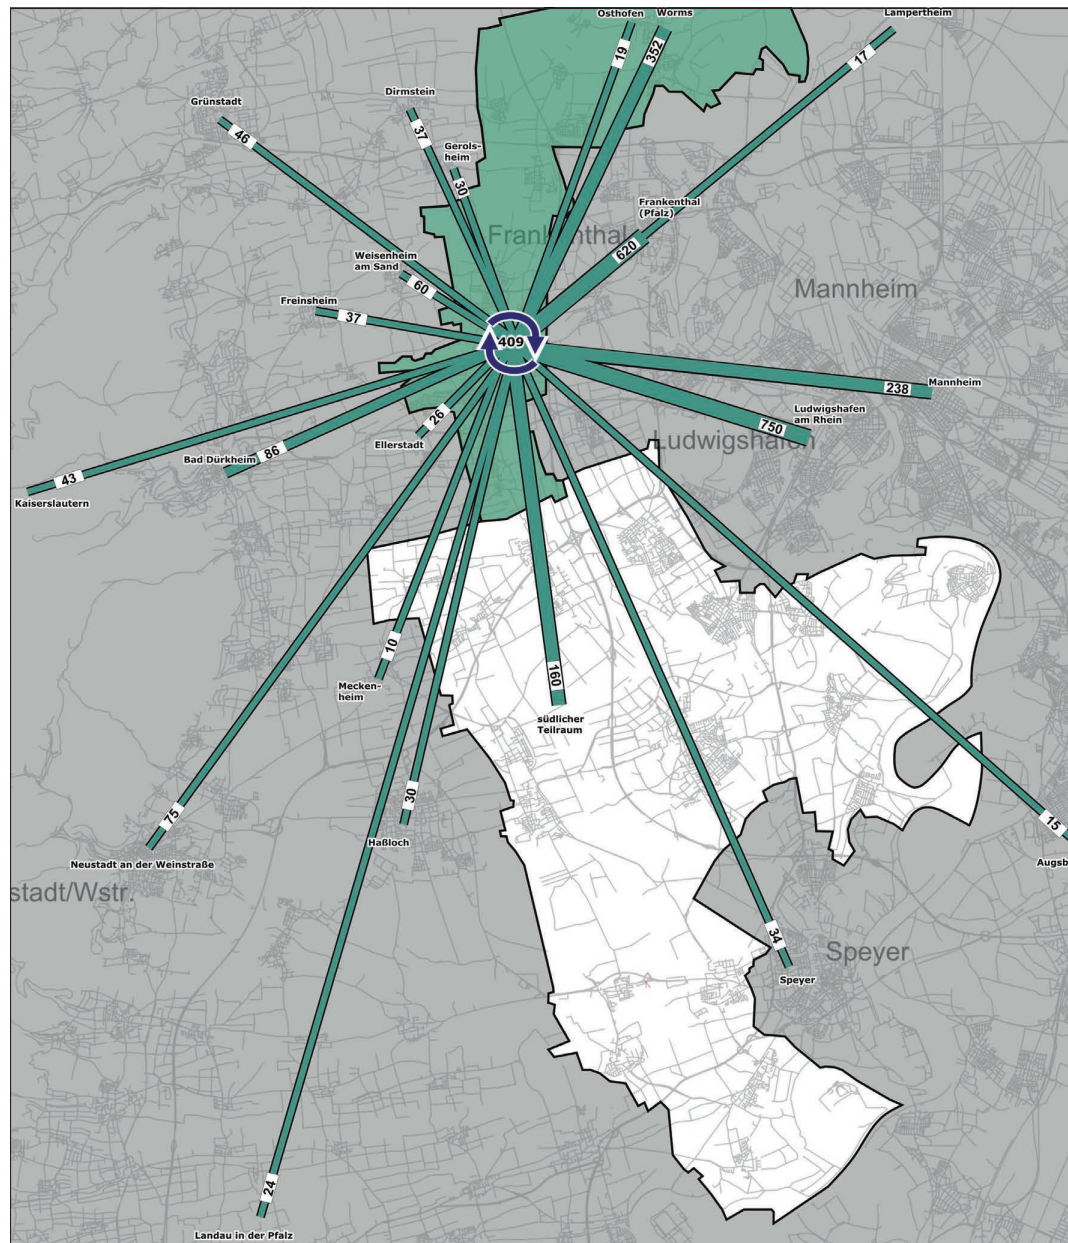 Osthofen
Worms
Lampertheim
19
352
17
Grünstadt
46
Dirmstein
37
Gerols-
heim
30
Frankenthal
(Pfalz)
620
Frankenthal
Weisenheim
am Sand
60
Mannheim
Freinsheim
37
409
238
Mannheim
Ludwigshafen
am Rhein
750
Ludwigshafen
26
Ellerstadt
86
Bad Dürkheim
43
Kaiserslautern
10
Mecken-
heim
160
südlicher
Teilraum
30
Haßloch
75
Neustadt an der Weinstraße
stadt/Wstr.
15
Augsb
34
Speyer
Speyer
24
Landau in der Pfalz